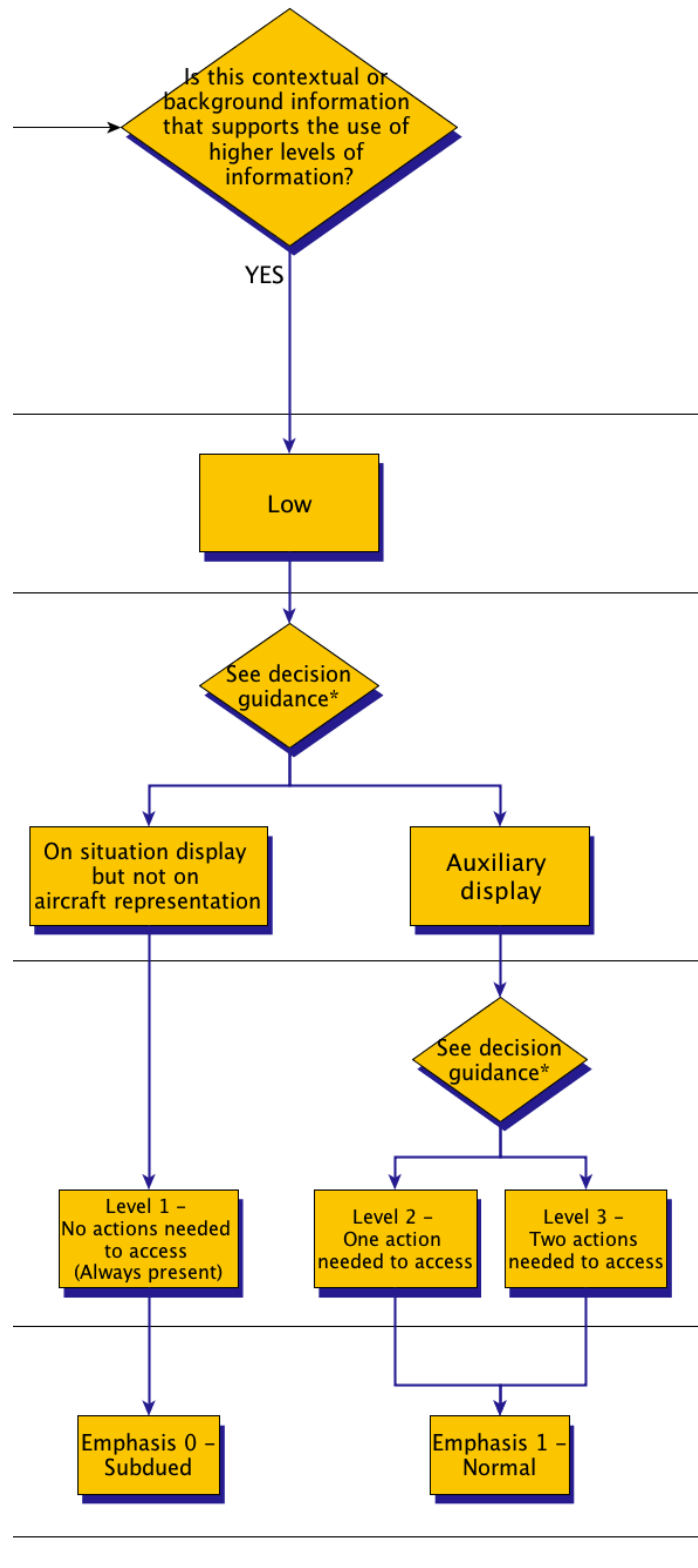 Is this contextual or
background information
that supports the use of
higher levels of
information?
YES
Low
See decision
guidance*
On situation display
but not on
aircraft representation
Auxiliary
display
See decision
guidance*
Level 1 –
No actions needed
to access
(Always present)
Level 2 –
One action
needed to access
Level 3 –
Two actions
needed to access
Emphasis 0 –
Subdued
Emphasis 1 –
Normal